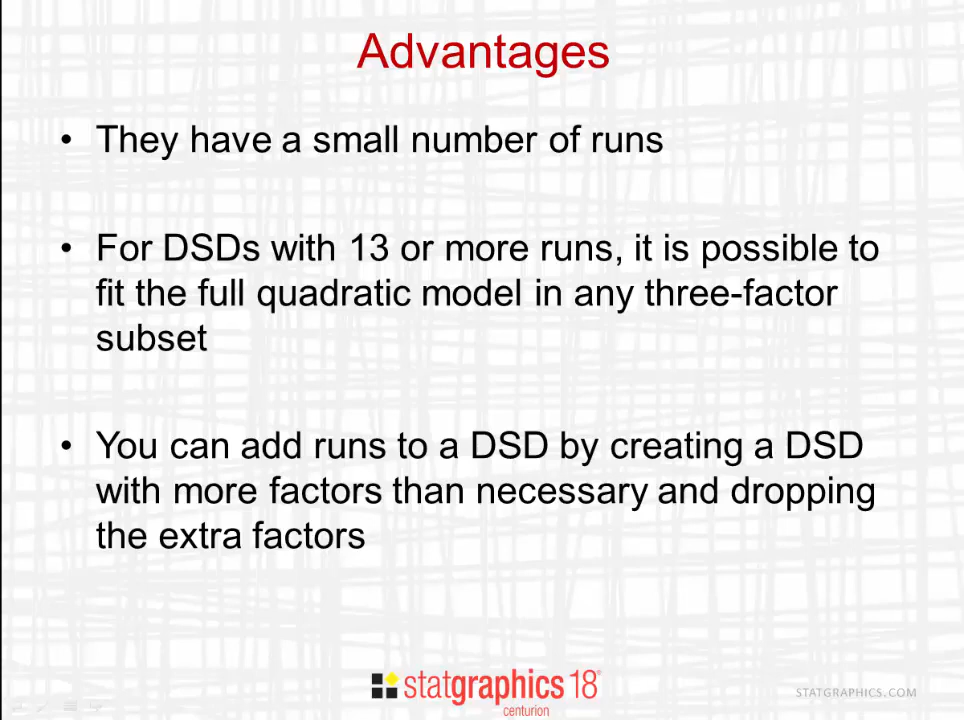 Advantages
• They have a small number of runs
• For DSDs with 13 or more runs, it is possible to
fit the full quadratic model in any three-factor
subset
• You can add runs to a DSD by creating a DSD
with more factors than necessary and dropping
the extra factors
statgraphics 18®
centurion
STATGRAPHICS.COM